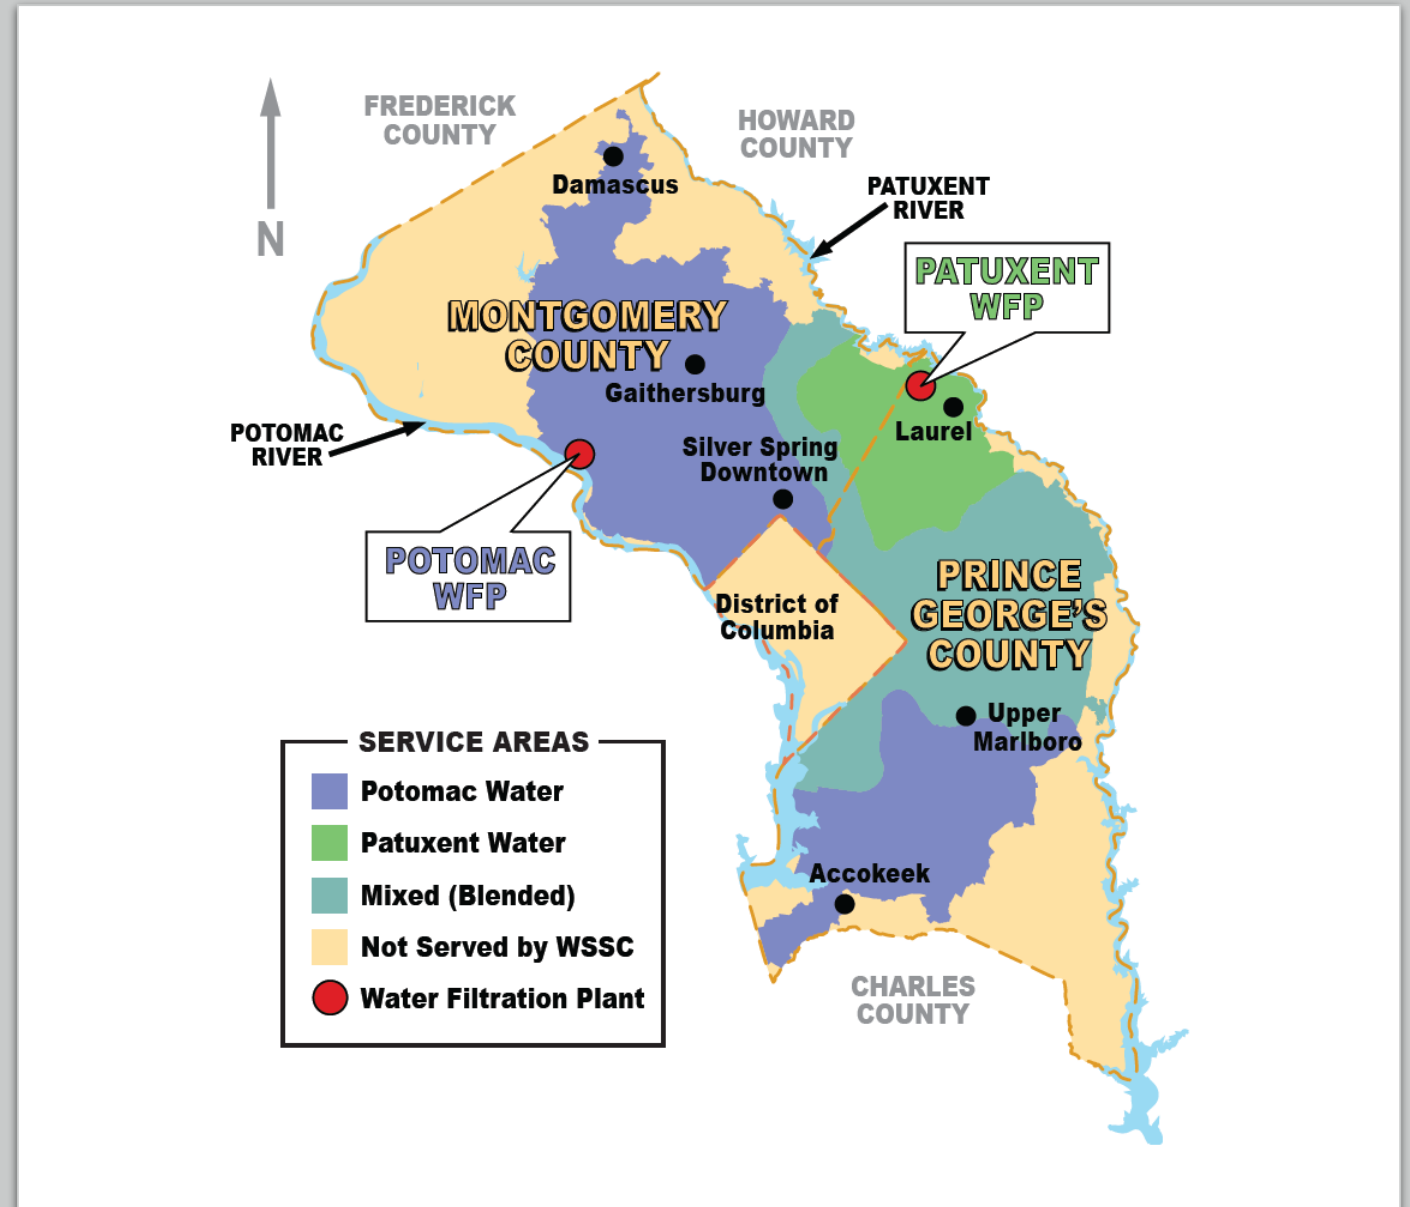 FREDERICK
COUNTY
HOWARD
COUNTY
N
Damascus
PATUXENT
RIVER
PATUXENT
WFP
MONTGOMERY
COUNTY
Gaithersburg
Laurel
POTOMAC
RIVER
Silver Spring
Downtown
POTOMAC
WFP
PRINCE
GEORGE'S
COUNTY
District of
Columbia
Upper
Marlboro
SERVICE AREAS
Potomac Water
Patuxent Water
Mixed (Blended)
Not Served by WSSC
Water Filtration Plant
Accokeek
CHARLES
COUNTY